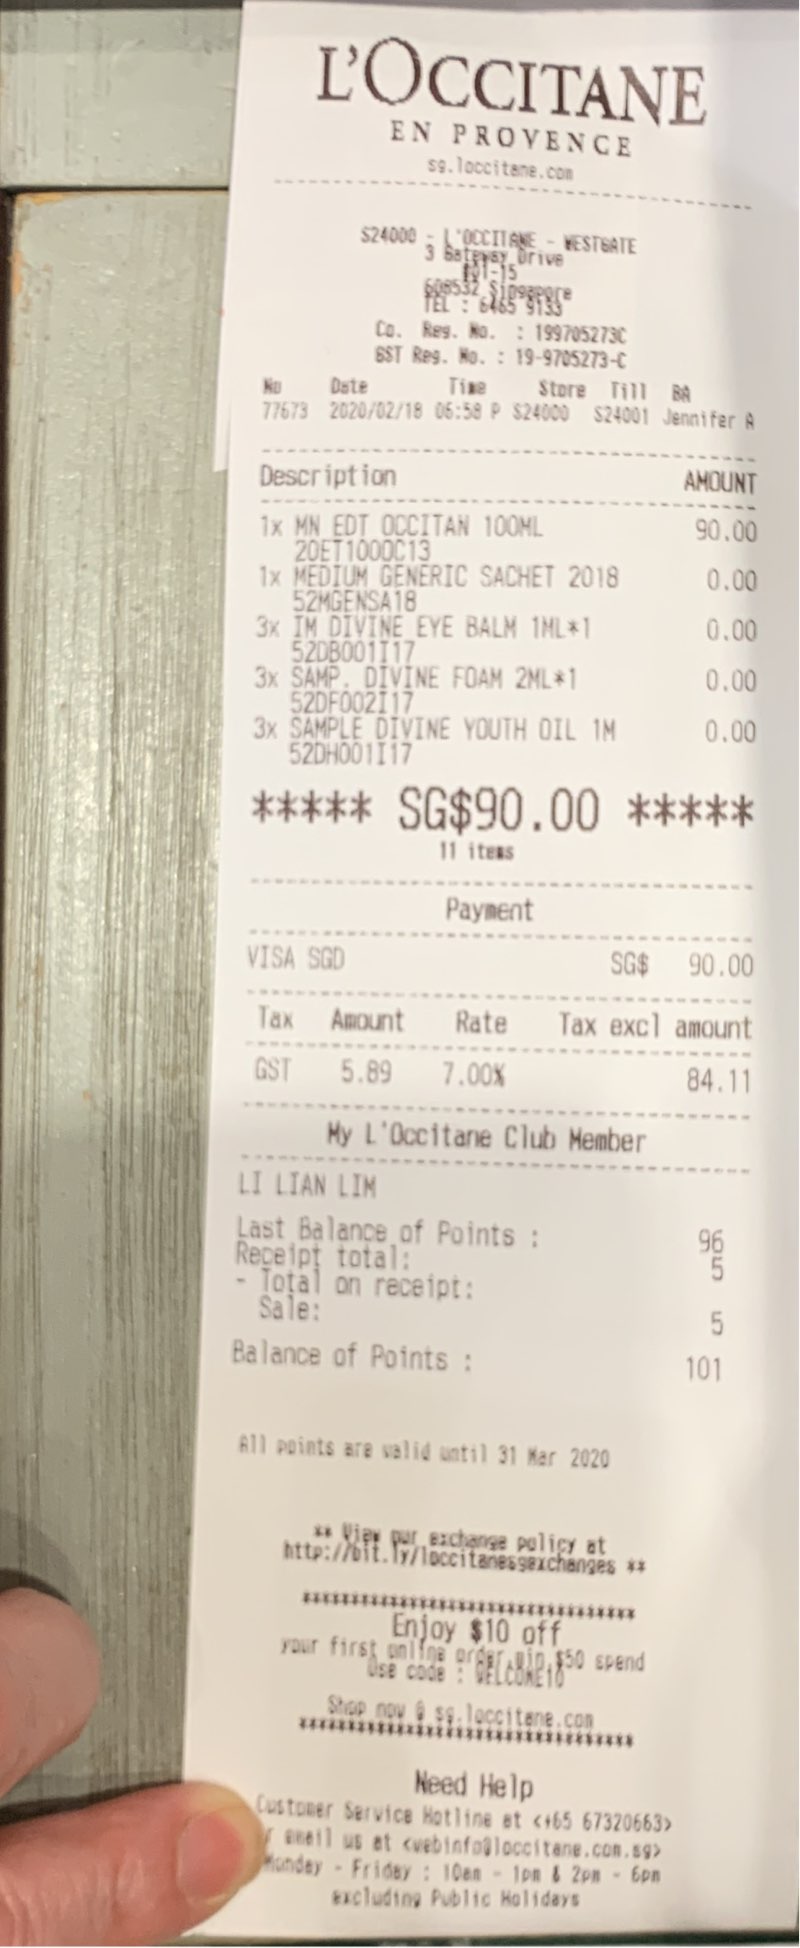 L'OCCITANE
EN PROVENCE
sg.loccitane.com
S24000 - L'OCCITANE - WESTGATE
3 Gateway Drive
#01-15
608532 Singapore
TEL : 6465 9133
Co. Reg. No. : 199705273C
GST Reg. No. : 19-9705273-C
No Date Time Store Till BA
77673 2020/02/18 06:58 P S24000 S24001 Jennifer A
Description AMOUNT
1x MN EDT OCCITAN 100ML 90.00
20ET100OC13
1x MEDIUM GENERIC SACHET 2018 0.00
52MGENSA18
3x IM DIVINE EYE BALM 1ML*1 0.00
52DB001I17
3x SAMP. DIVINE FOAM 2ML*1 0.00
52DF002I17
3x SAMPLE DIVINE YOUTH OIL 1M 0.00
52DH001I17
***** SG$90.00 *****
11 items
Payment
VISA SGD SG$ 90.00
Tax Amount Rate Tax excl amount
GST 5.89 7.00% 84.11
My L'Occitane Club Member
LI LIAN LIM
Last Balance of Points : 96
Receipt total: 5
- Total on receipt:
Sale: 5
Balance of Points : 101
All points are valid until 31 Mar 2020
** View our exchange policy at
http://bit.ly/loccitanesgexchanges **
**********************************
Enjoy $10 off
your first online order,min $50 spend
Use code : WELCOME10
Shop now @ sg.loccitane.com
**********************************
Need Help
Customer Service Hotline at <+65 67320663>
email us at <webinfo@loccitane.com.sg>
Monday - Friday : 10am - 1pm & 2pm - 6pm
excluding Public Holidays